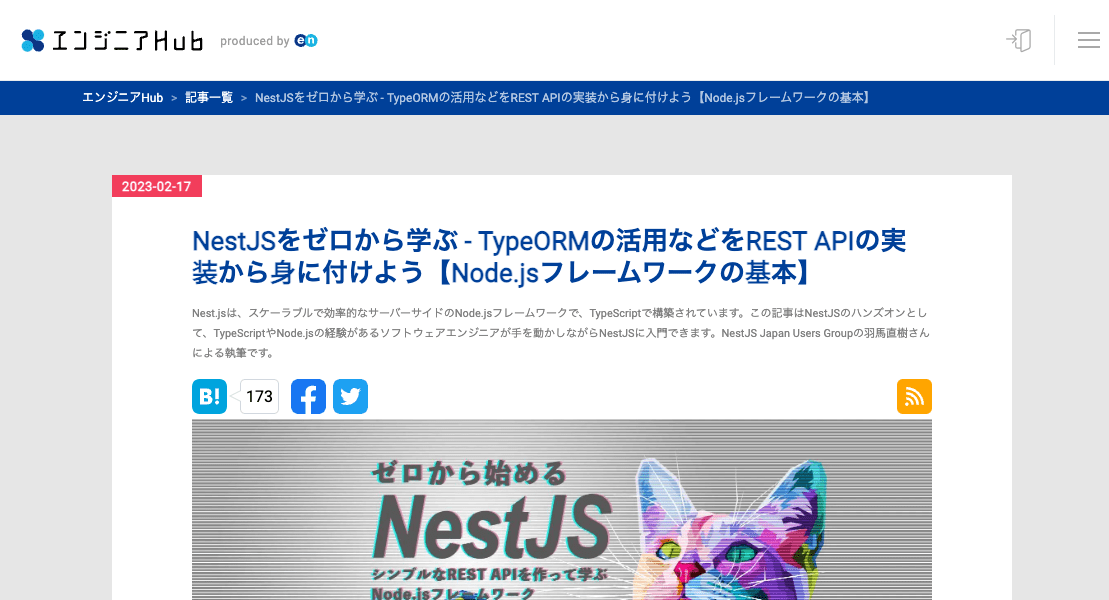 エンジニアHub produced by en
エンジニアHub > 記事一覧 > NestJSをゼロから学ぶ - TypeORMの活用などをREST APIの実装から身に付けよう【Node.jsフレームワークの基本】
2023-02-17
NestJSをゼロから学ぶ - TypeORMの活用などをREST APIの実
装から身に付けよう【Node.jsフレームワークの基本】
Nest.jsは、スケーラブルで効率的なサーバーサイドのNode.jsフレームワークで、TypeScriptで構築されています。この記事はNestJSのハンズオンとし
て、TypeScriptやNode.jsの経験があるソフトウェアエンジニアが手を動かしながらNestJSに入門できます。NestJS Japan Users Groupの羽馬直樹さん
による執筆です。
B! 173
ゼロから始める
NestJS
シンプルなREST APIを作って学ぶ
Node.jsフレームワーク